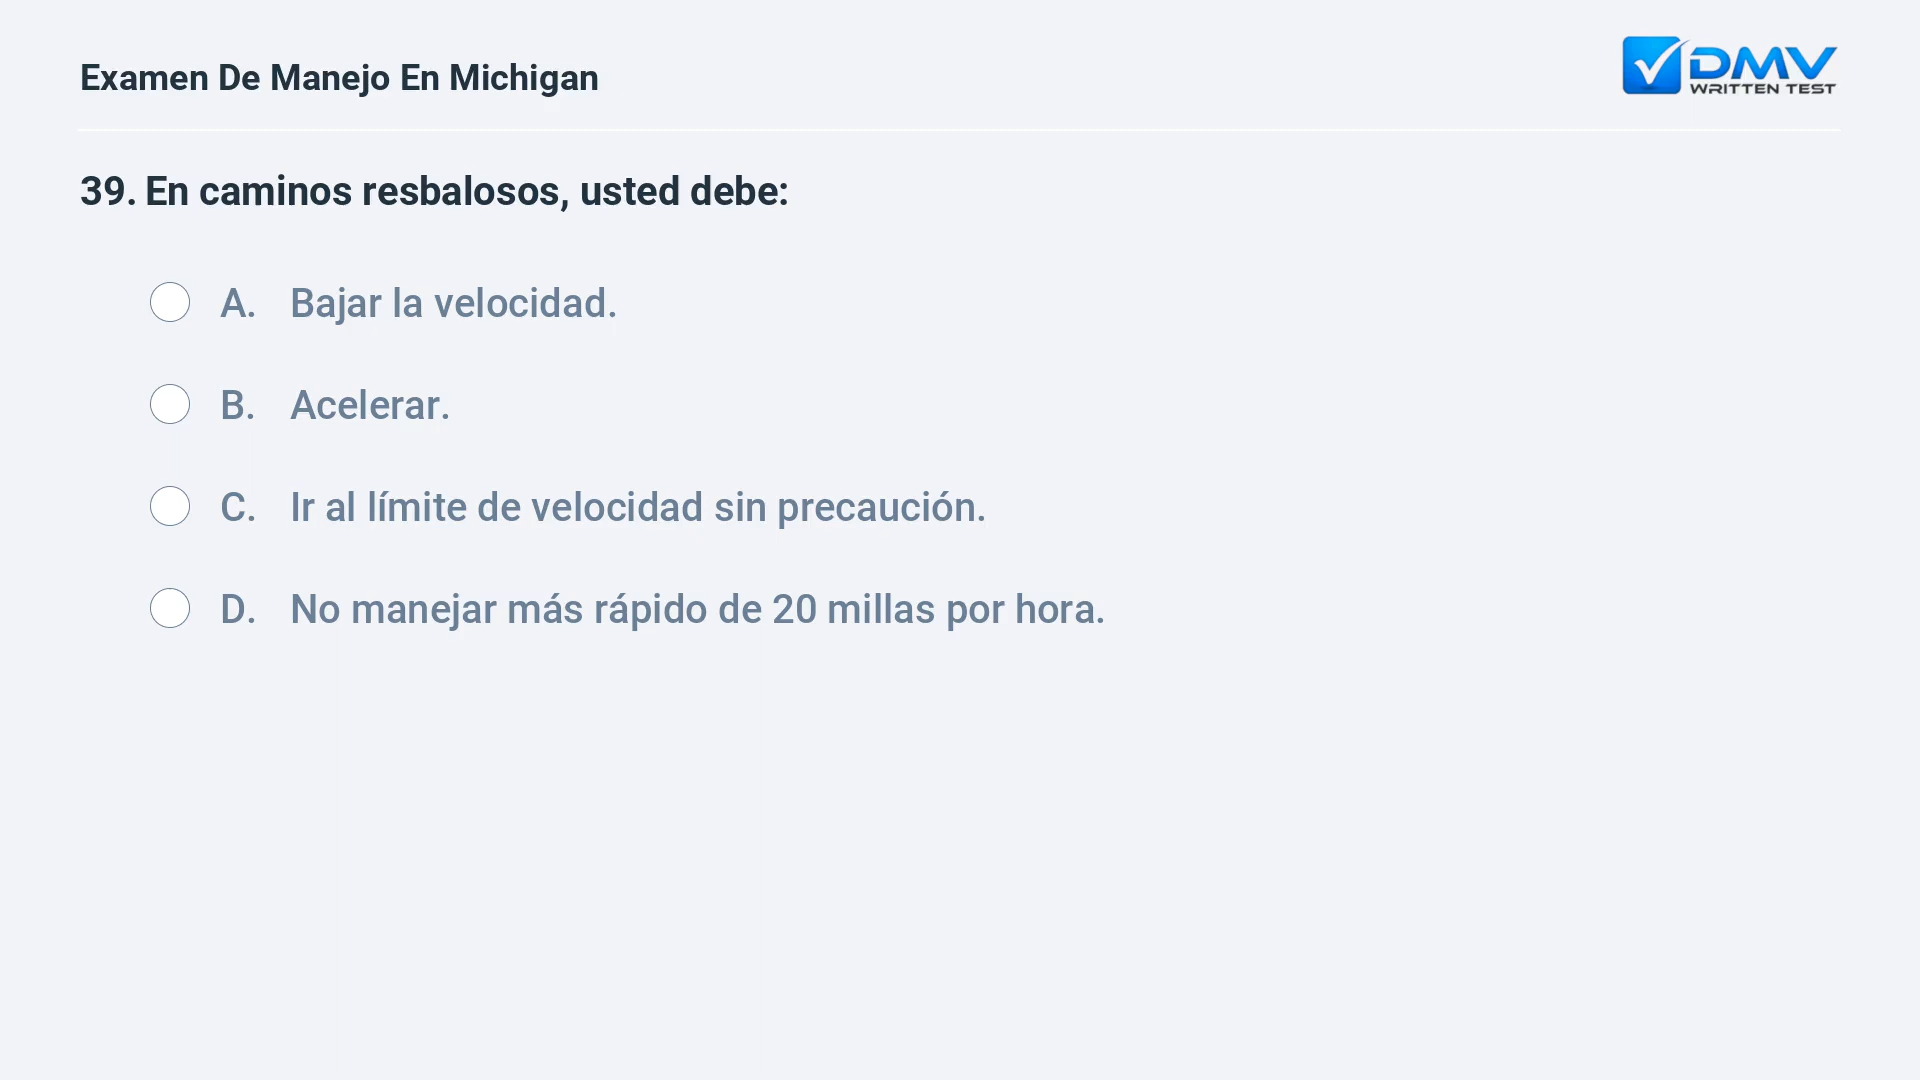 Examen De Manejo En Michigan
DMV
WRITTEN TEST
39. En caminos resbalosos, usted debe:
A. Bajar la velocidad.
B. Acelerar.
C. Ir al límite de velocidad sin precaución.
D. No manejar más rápido de 20 millas por hora.